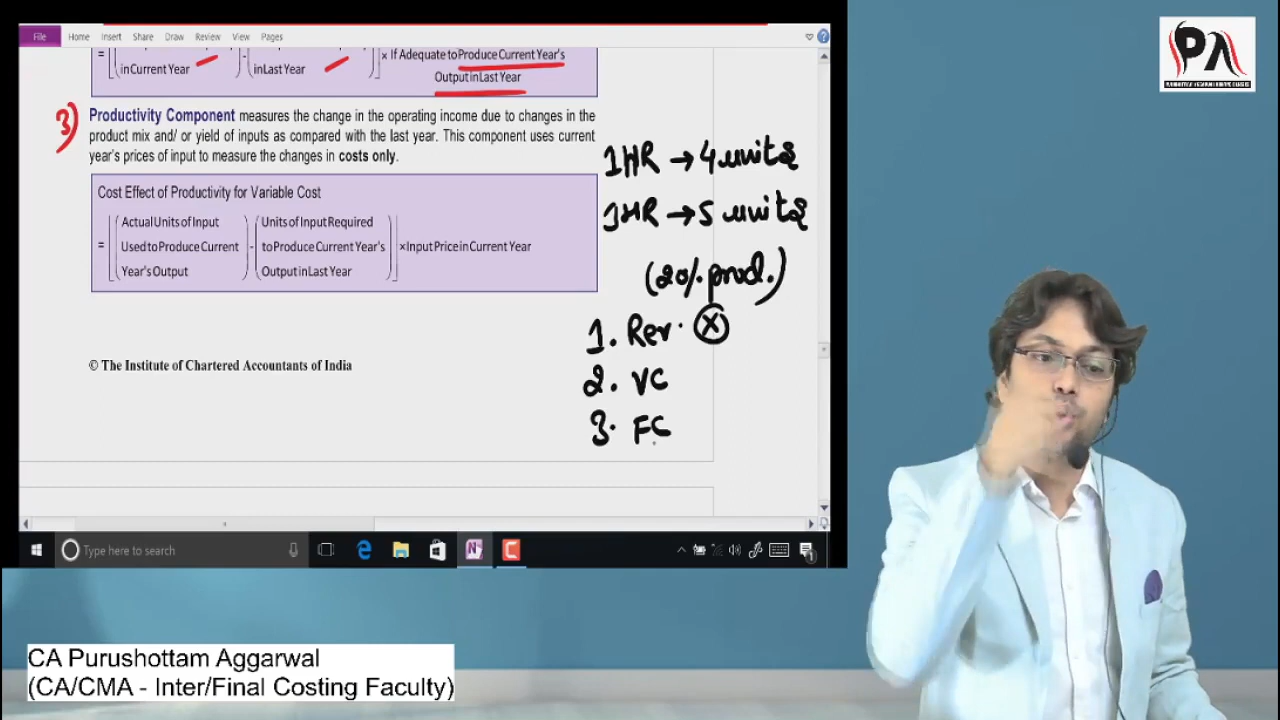 File Home Insert Share Draw Review View Pages
= in Current Year - in Last Year × If Adequate to Produce Current Year's
Output in Last Year
3) Productivity Component measures the change in the operating income due to changes in the
product mix and/ or yield of inputs as compared with the last year. This component uses current
year's prices of input to measure the changes in costs only.
Cost Effect of Productivity for Variable Cost
= [( Actual Units of Input
Used to Produce Current
Year's Output ) - ( Units of Input Required
to Produce Current Year's
Output in Last Year )] × Input Price in Current Year
1HR → 4 units
1HR → 5 units
(20% prod.)
1. Rev. X
2. VC
3. FC
© The Institute of Chartered Accountants of India
Type here to search
PA
CA Purushottam Aggarwal
(CA/CMA - Inter/Final Costing Faculty)